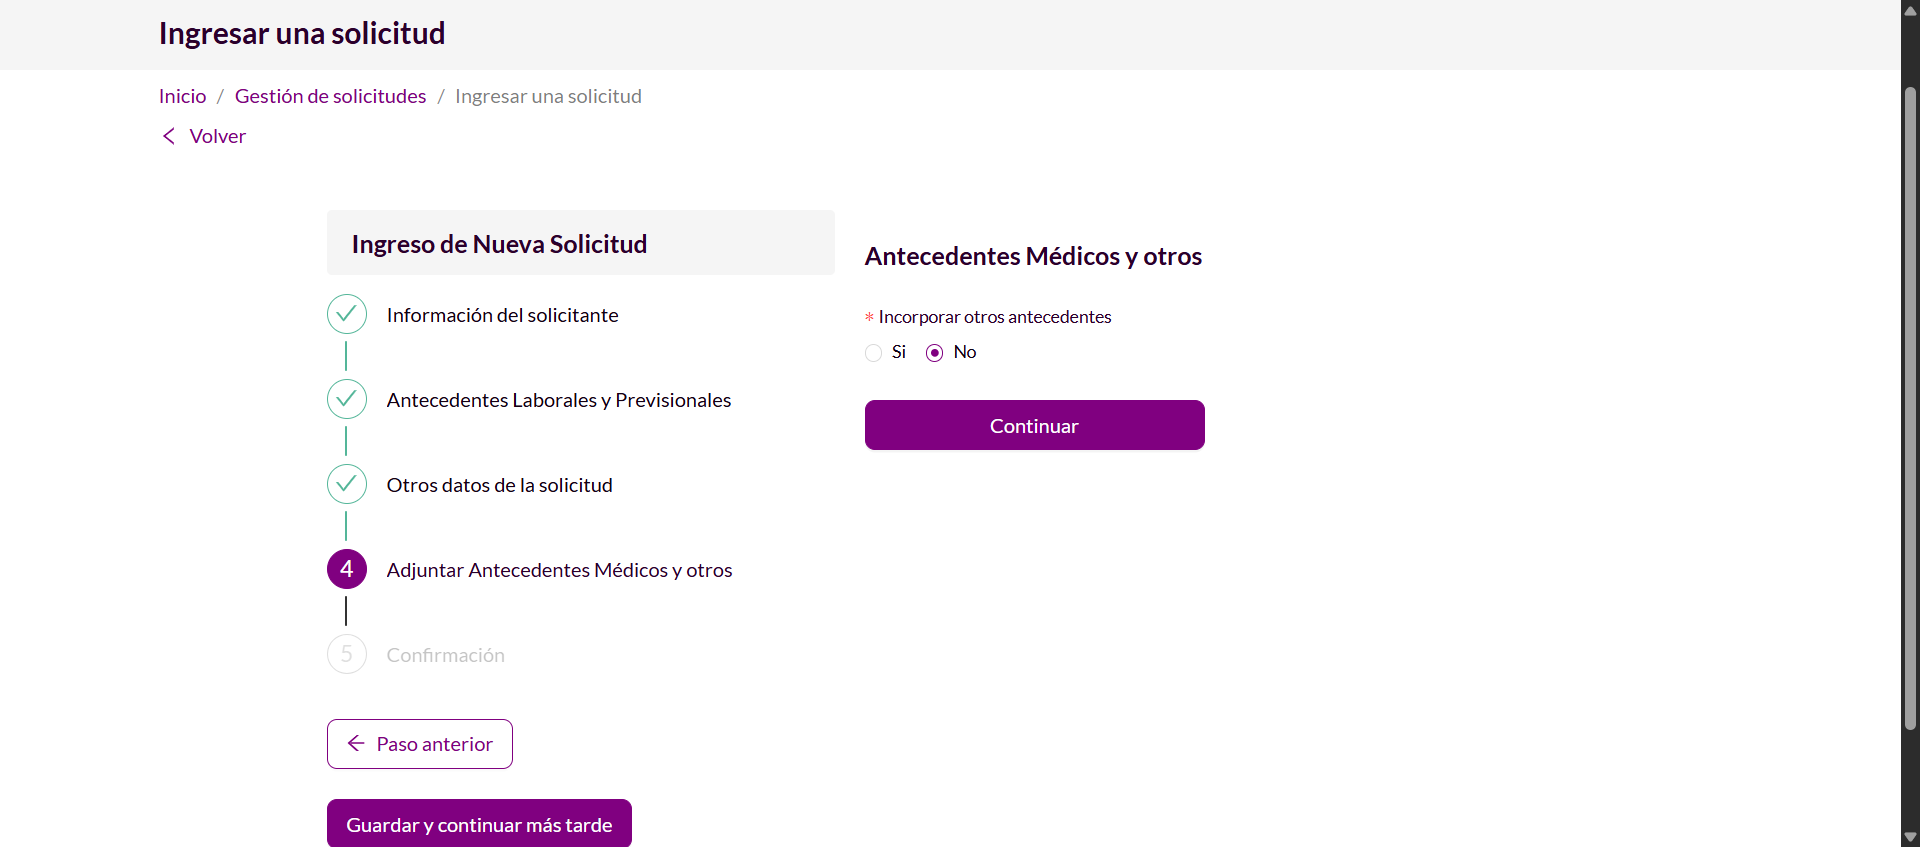 Ingresar una solicitud
Inicio / Gestión de solicitudes / Ingresar una solicitud
Volver
Ingreso de Nueva Solicitud
Información del solicitante
Antecedentes Laborales y Previsionales
Otros datos de la solicitud
4 Adjuntar Antecedentes Médicos y otros
5 Confirmación
Paso anterior
Guardar y continuar más tarde
Antecedentes Médicos y otros
* Incorporar otros antecedentes
Si No
Continuar